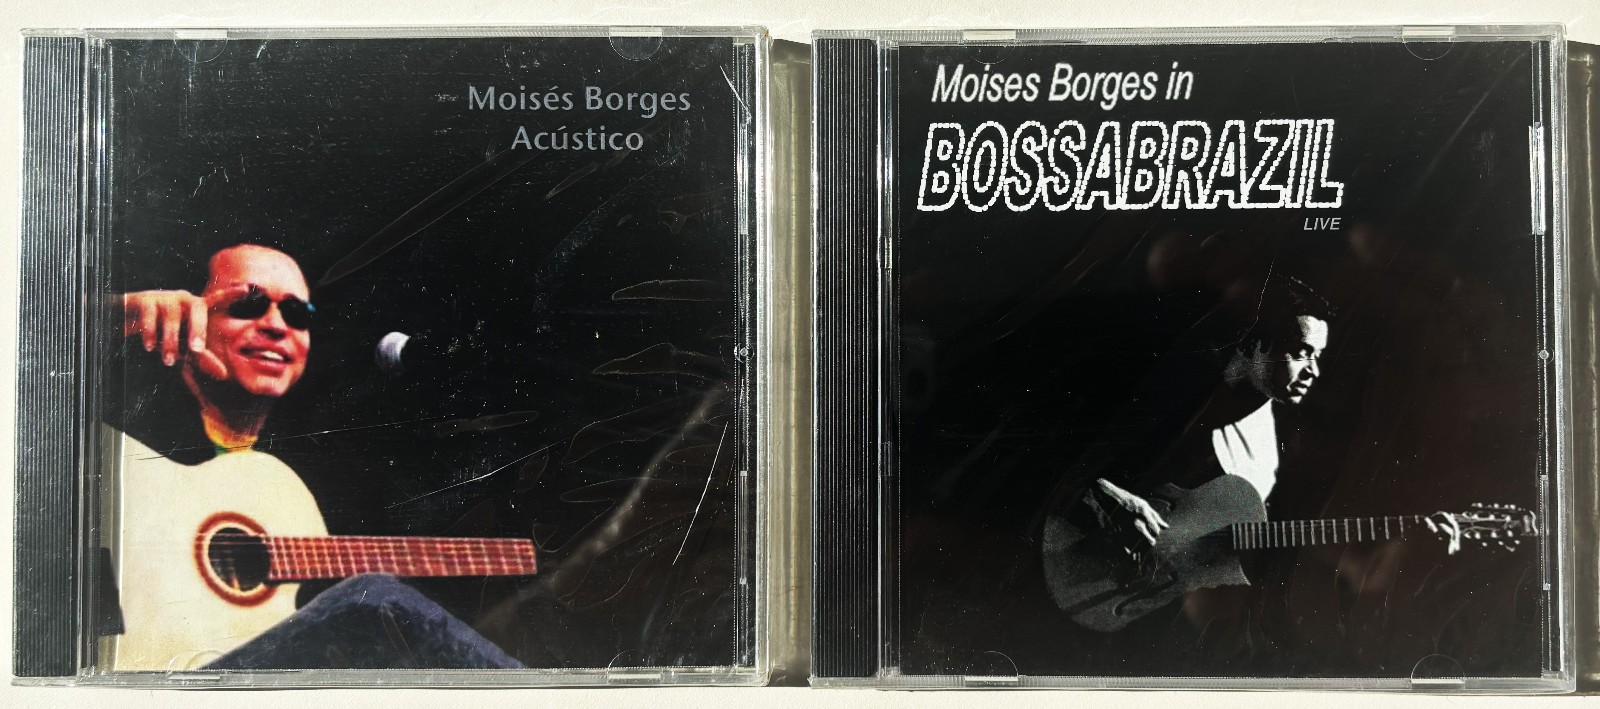 Moisés Borges
Acústico
Moises Borges in
BOSSABRAZIL
LIVE